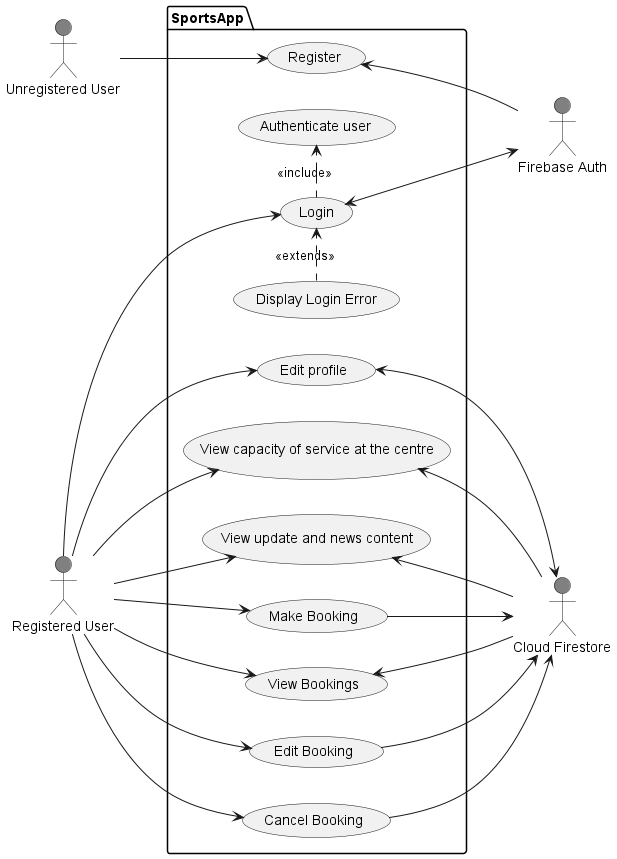 SportsApp
Register
Unregistered User
Authenticate user
Firebase Auth
«include»
Login
«extends»
Display Login Error
Edit profile
View capacity of service at the centre
View update and news content
Make Booking
Registered User
Cloud Firestore
View Bookings
Edit Booking
Cancel Booking